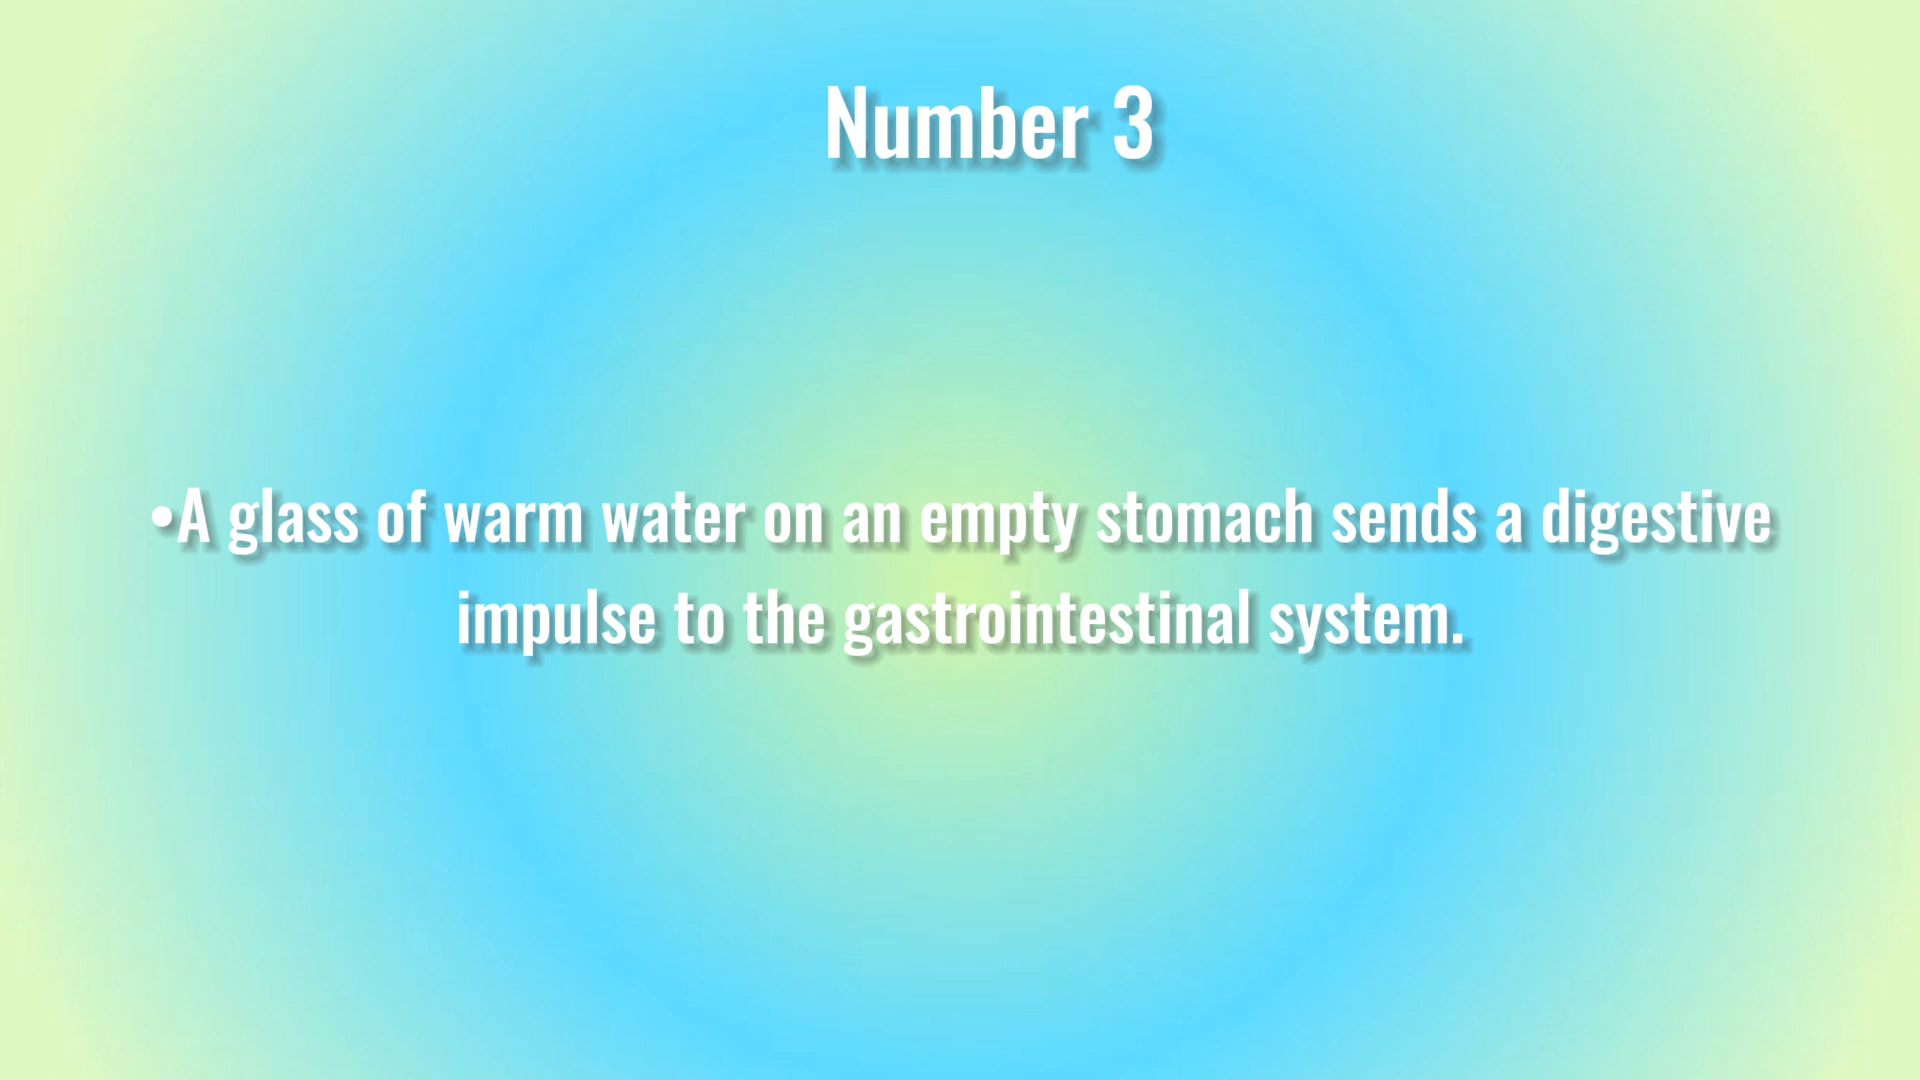 Number 3
•A glass of warm water on an empty stomach sends a digestive
impulse to the gastrointestinal system.